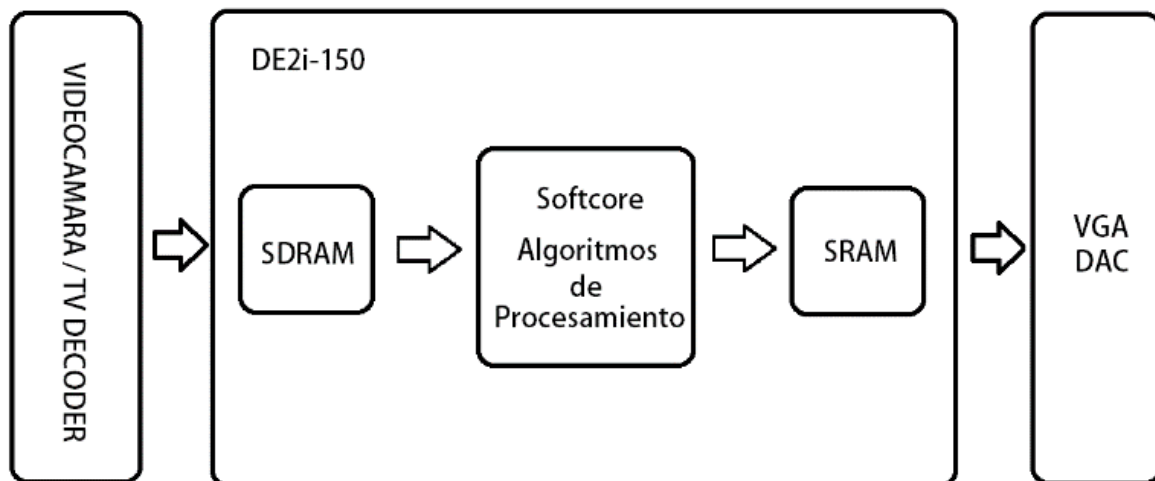 VIDEOCAMARA / TV DECODER
DE2i-150
SDRAM
Softcore
Algoritmos
de
Procesamiento
SRAM
VGA
DAC